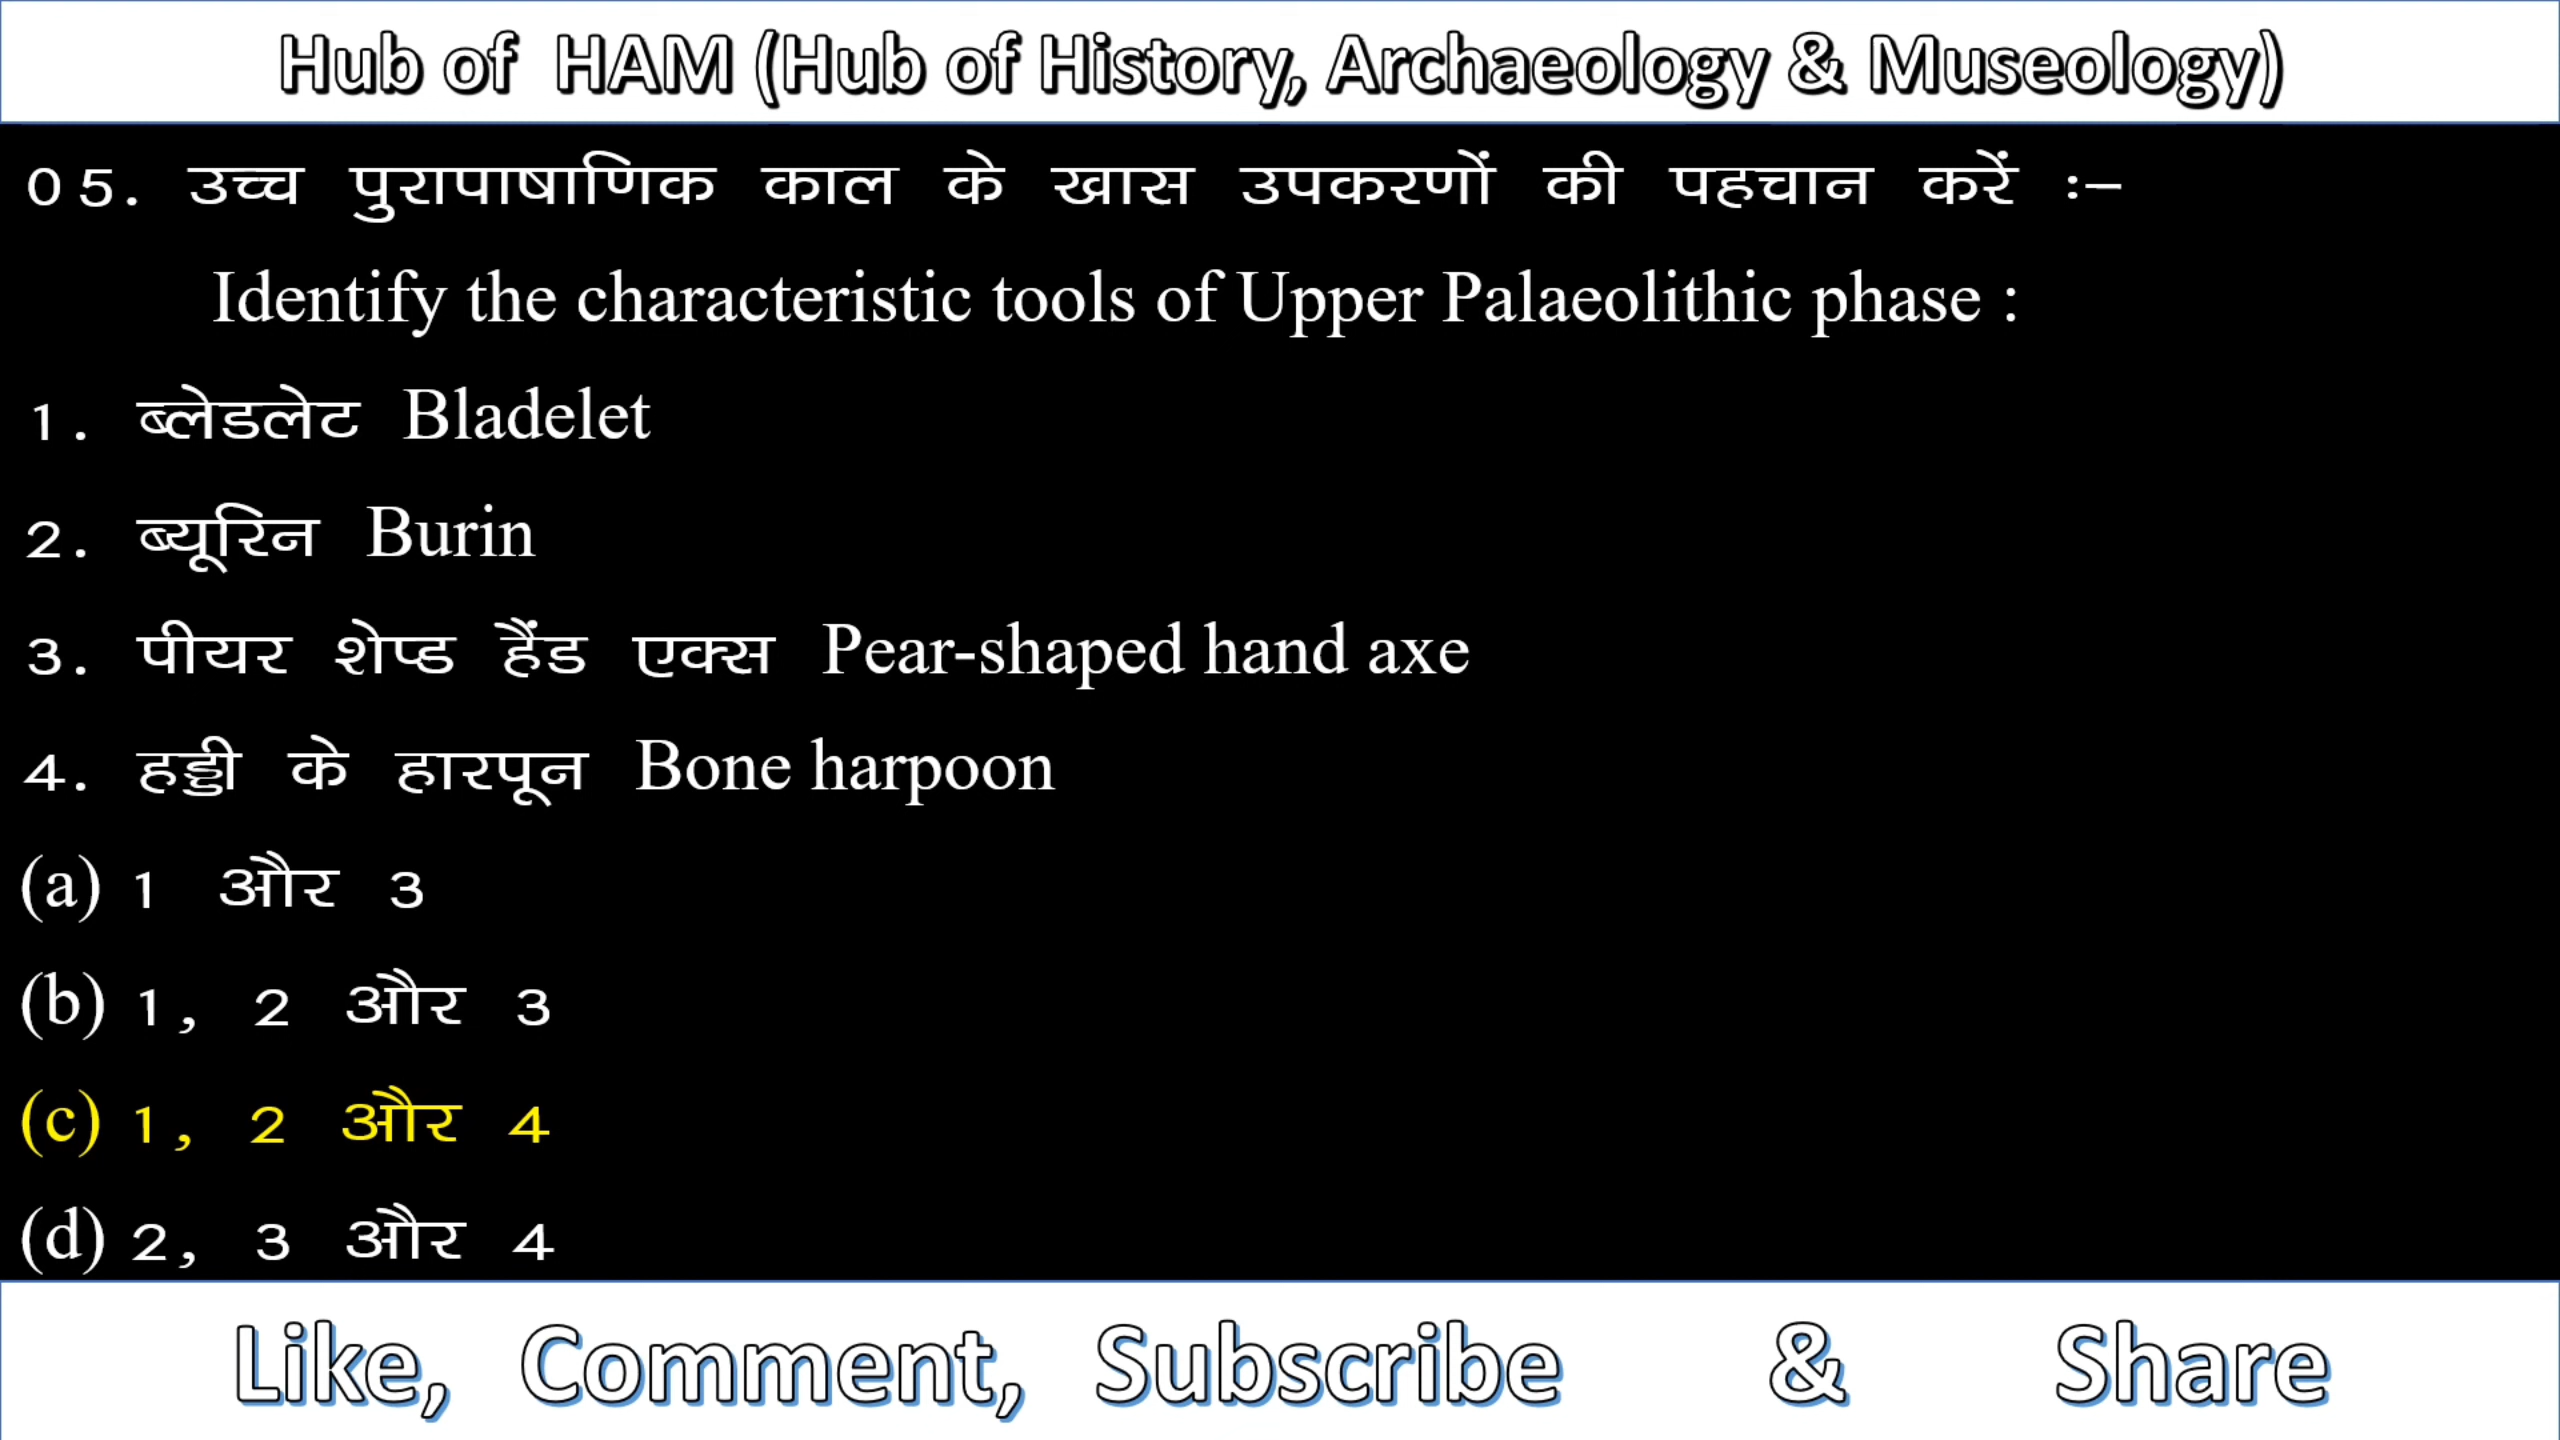 Hub of HAM (Hub of History, Archaeology & Museology)
05. उच्च पुरापाषाणिक काल के खास उपकरणों की पहचान करें :–
Identify the characteristic tools of Upper Palaeolithic phase :
1. ब्लेडलेट Bladelet
2. ब्यूरिन Burin
3. पीयर शेप्ड हैंड एक्स Pear-shaped hand axe
4. हड्डी के हारपून Bone harpoon
(a) 1 और 3
(b) 1, 2 और 3
(c) 1, 2 और 4
(d) 2, 3 और 4
Like, Comment, Subscribe & Share